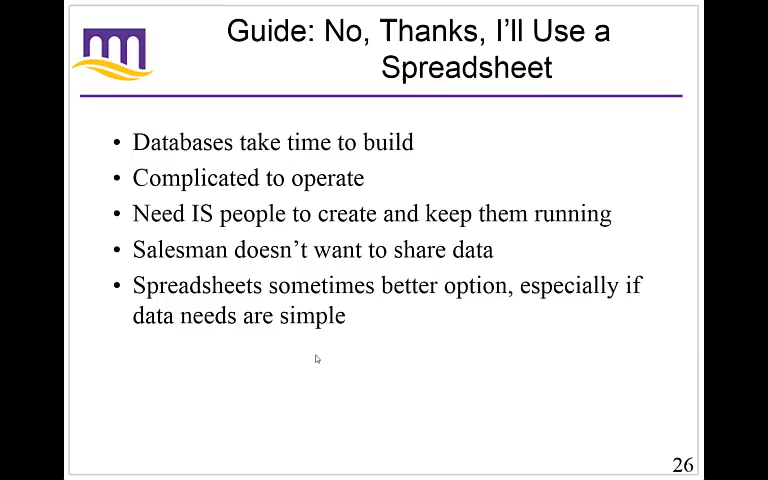 Guide: No, Thanks, I’ll Use a
Spreadsheet
• Databases take time to build
• Complicated to operate
• Need IS people to create and keep them running
• Salesman doesn’t want to share data
• Spreadsheets sometimes better option, especially if
data needs are simple
26